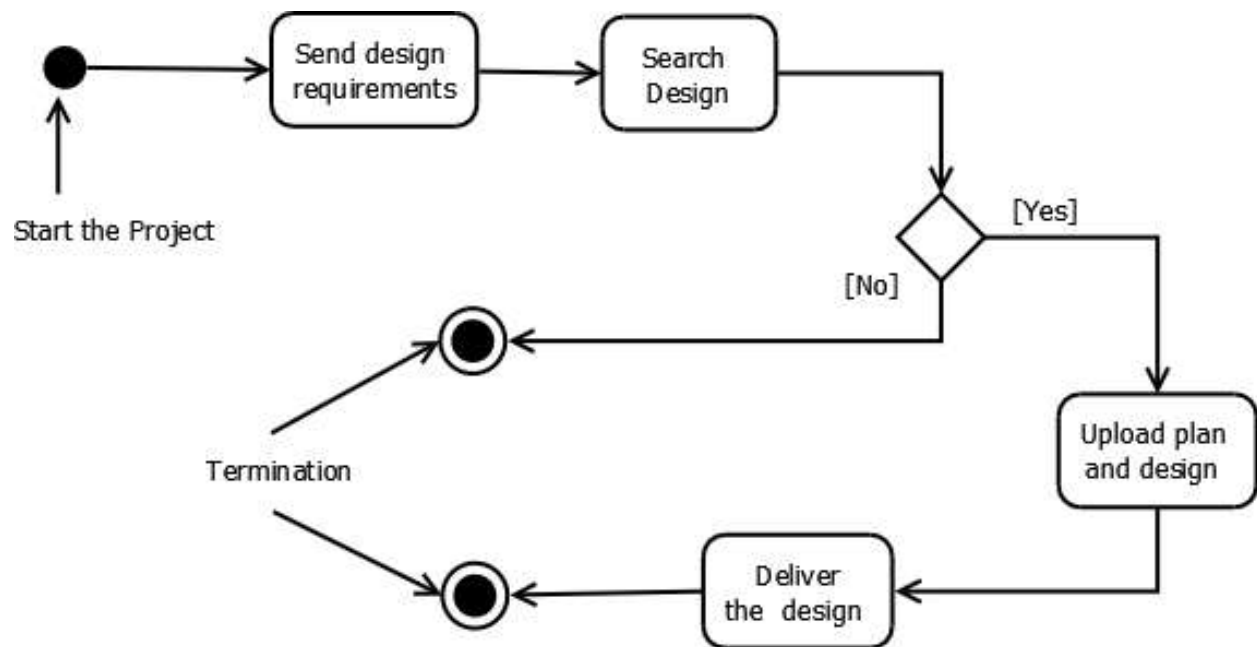 Send design
requirements
Search
Design
Start the Project
[Yes]
[No]
Upload plan
and design
Termination
Deliver
the design